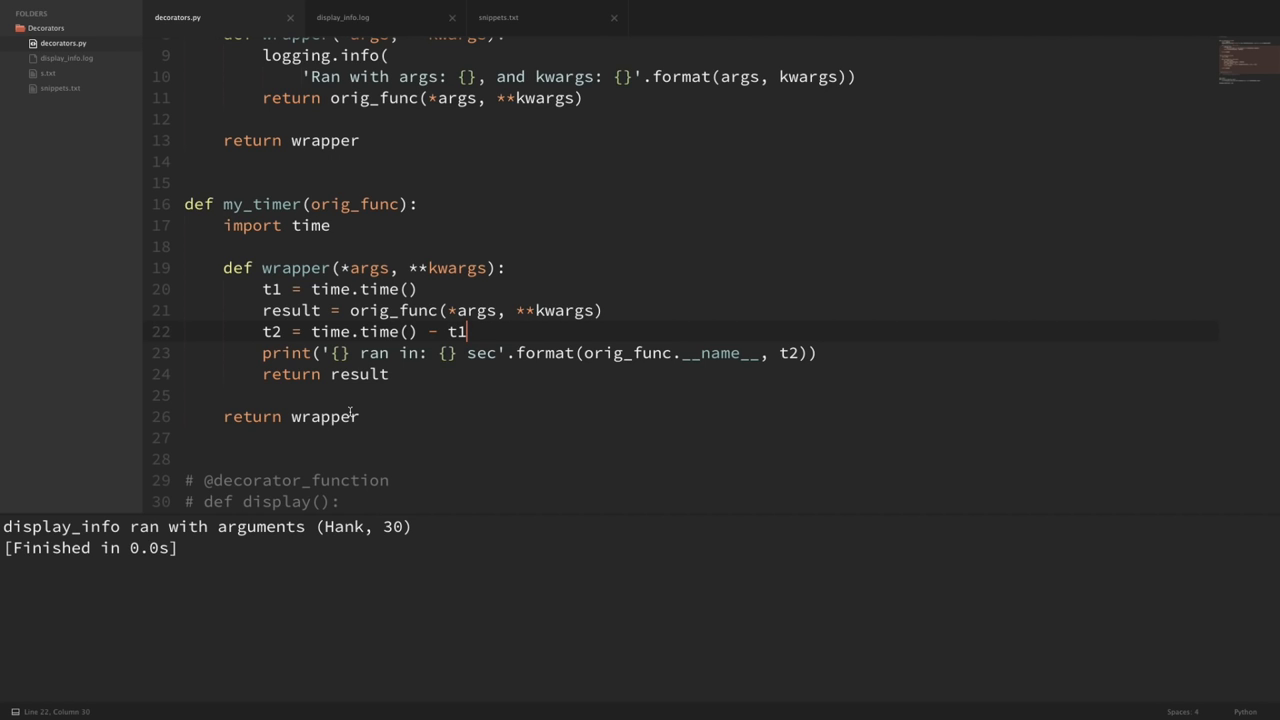 FOLDERS
Decorators
decorators.py
display_info.log
s.txt
snippets.txt
decorators.py × display_info.log × snippets.txt ×
9 logging.info(
10 'Ran with args: {}, and kwargs: {}'.format(args, kwargs))
11 return orig_func(*args, **kwargs)
12
13 return wrapper
14
15
16 def my_timer(orig_func):
17 import time
18
19 def wrapper(*args, **kwargs):
20 t1 = time.time()
21 result = orig_func(*args, **kwargs)
22 t2 = time.time() - t1
23 print('{} ran in: {} sec'.format(orig_func.__name__, t2))
24 return result
25
26 return wrapper
27
28
29 # @decorator_function
30 # def display():
display_info ran with arguments (Hank, 30)
[Finished in 0.0s]
Line 22, Column 30 Spaces: 4 Python